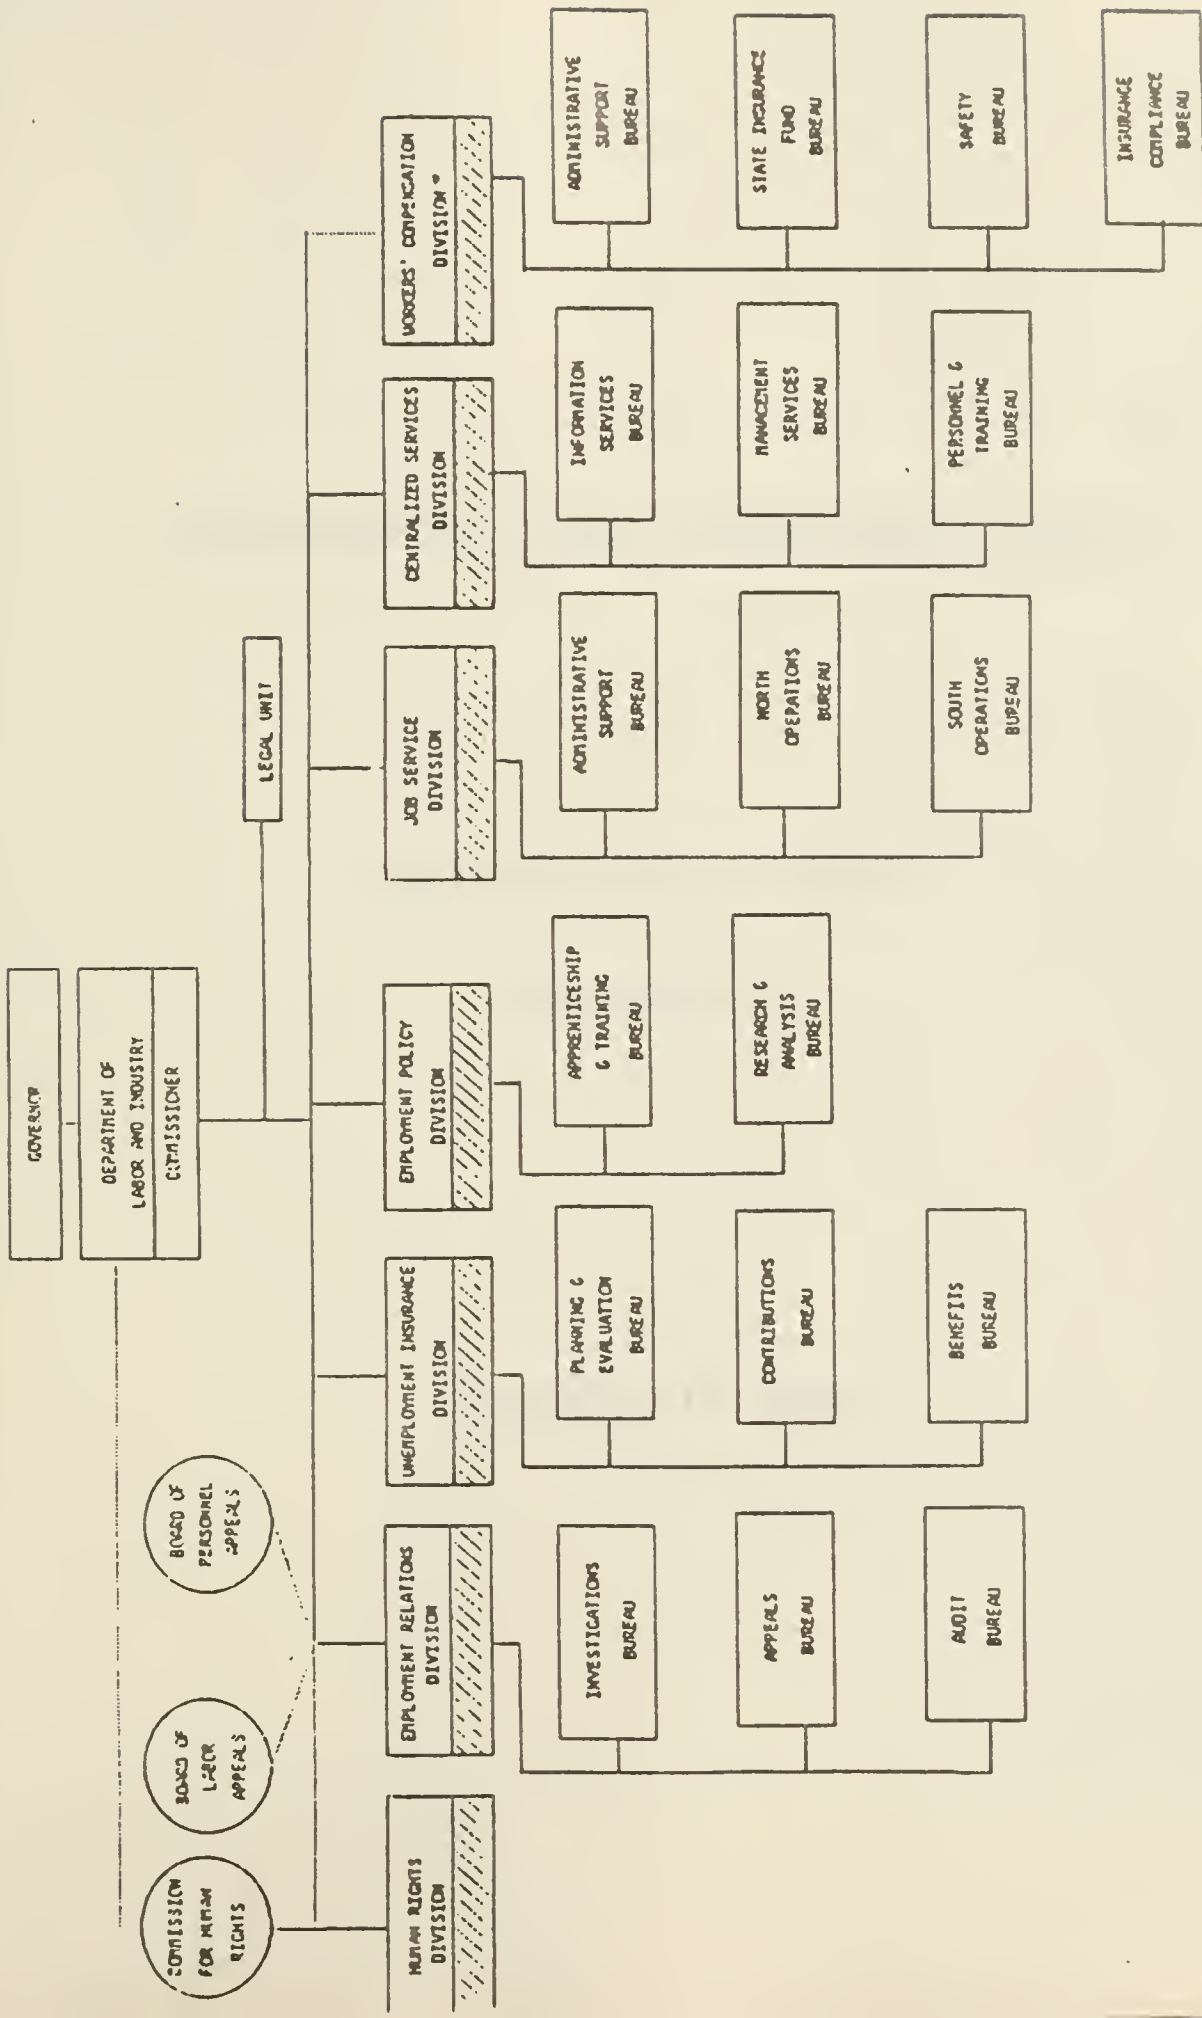 GOVERNOR
DEPARTMENT OF
LABOR AND INDUSTRY
COMMISSIONER
LEGAL UNIT
COMMISSION
FOR HUMAN
RIGHTS
BOARD OF
LABOR
APPEALS
BOARD OF
PERSONNEL
APPEALS
HUMAN RIGHTS
DIVISION
EMPLOYMENT RELATIONS
DIVISION
INVESTIGATIONS
BUREAU
APPEALS
BUREAU
AUDIT
BUREAU
UNEMPLOYMENT INSURANCE
DIVISION
PLANNING &
EVALUATION
BUREAU
CONTRIBUTIONS
BUREAU
BENEFITS
BUREAU
EMPLOYMENT POLICY
DIVISION
APPRENTICESHIP
& TRAINING
BUREAU
RESEARCH &
ANALYSIS
BUREAU
JOB SERVICE
DIVISION
ADMINISTRATIVE
SUPPORT
BUREAU
NORTH
OPERATIONS
BUREAU
SOUTH
OPERATIONS
BUREAU
CENTRALIZED SERVICES
DIVISION
INFORMATION
SERVICES
BUREAU
MANAGEMENT
SERVICES
BUREAU
PERSONNEL &
TRAINING
BUREAU
WORKERS' COMPENSATION
DIVISION *
ADMINISTRATIVE
SUPPORT
BUREAU
STATE INSURANCE
FUND
BUREAU
SAFETY
BUREAU
INSURANCE
COMPLIANCE
BUREAU